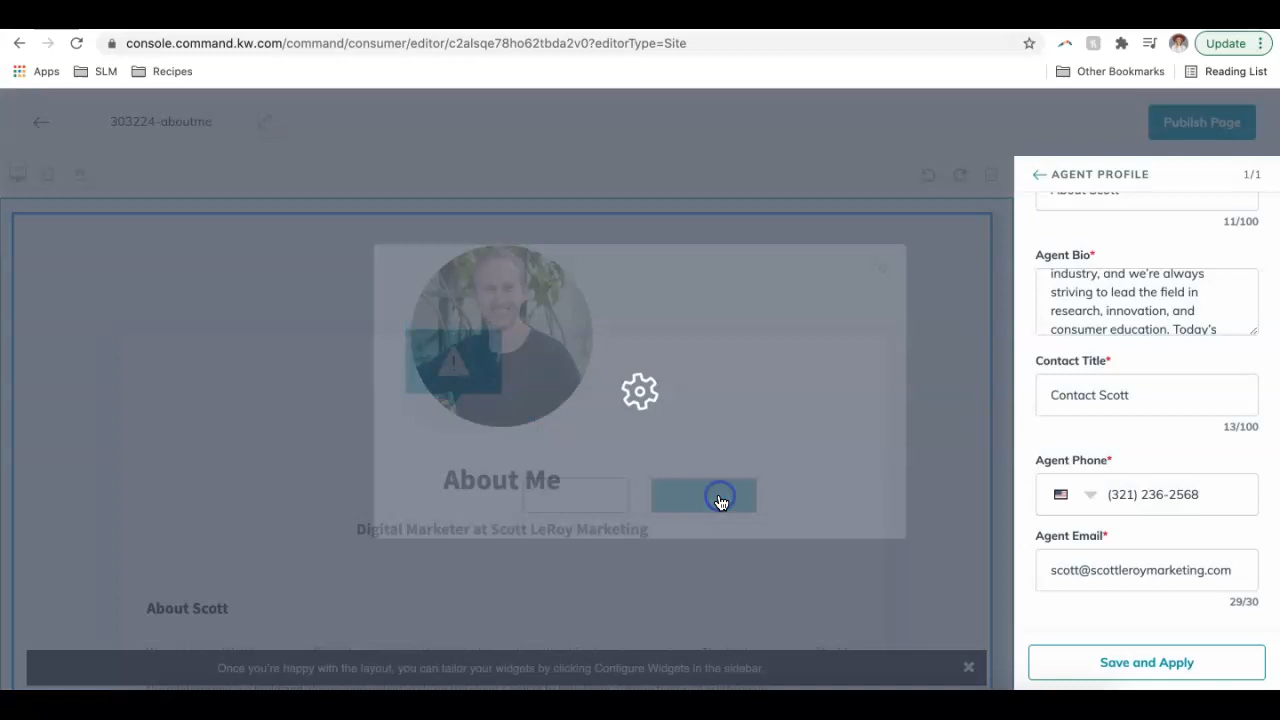 console.command.kw.com/command/consumer/editor/c2alsqe78ho62tbda2v0?editorType=Site
Update
Apps
SLM
Recipes
Other Bookmarks
Reading List
303224-aboutme
Publish Page
AGENT PROFILE
1/1
About Scott
11/100
Agent Bio*
industry, and we're always
striving to lead the field in
research, innovation, and
consumer education. Today's
Contact Title*
Contact Scott
13/100
Agent Phone*
(321) 236-2568
Agent Email*
scott@scottleroymarketing.com
29/30
Save and Apply
About Me
Digital Marketer at Scott LeRoy Marketing
About Scott
Once you're happy with the layout, you can tailor your widgets by clicking Configure Widgets in the sidebar.